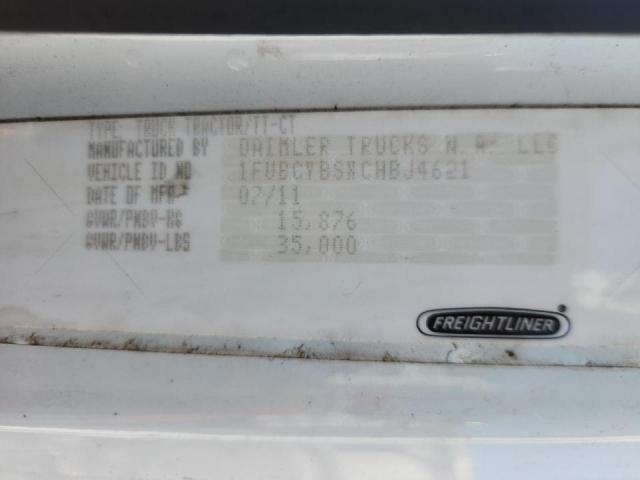 TYPE: TRUCK TRACTOR/TT-CT
MANUFACTURED BY DAIMLER TRUCKS N.A. LLC
VEHICLE ID NO 1FUBCYBSXCHBJ4621
DATE OF MFR 07/11
GVWR/PNBV-KG 15,876
GVWR/PNBV-LBS 35,000
FREIGHTLINER